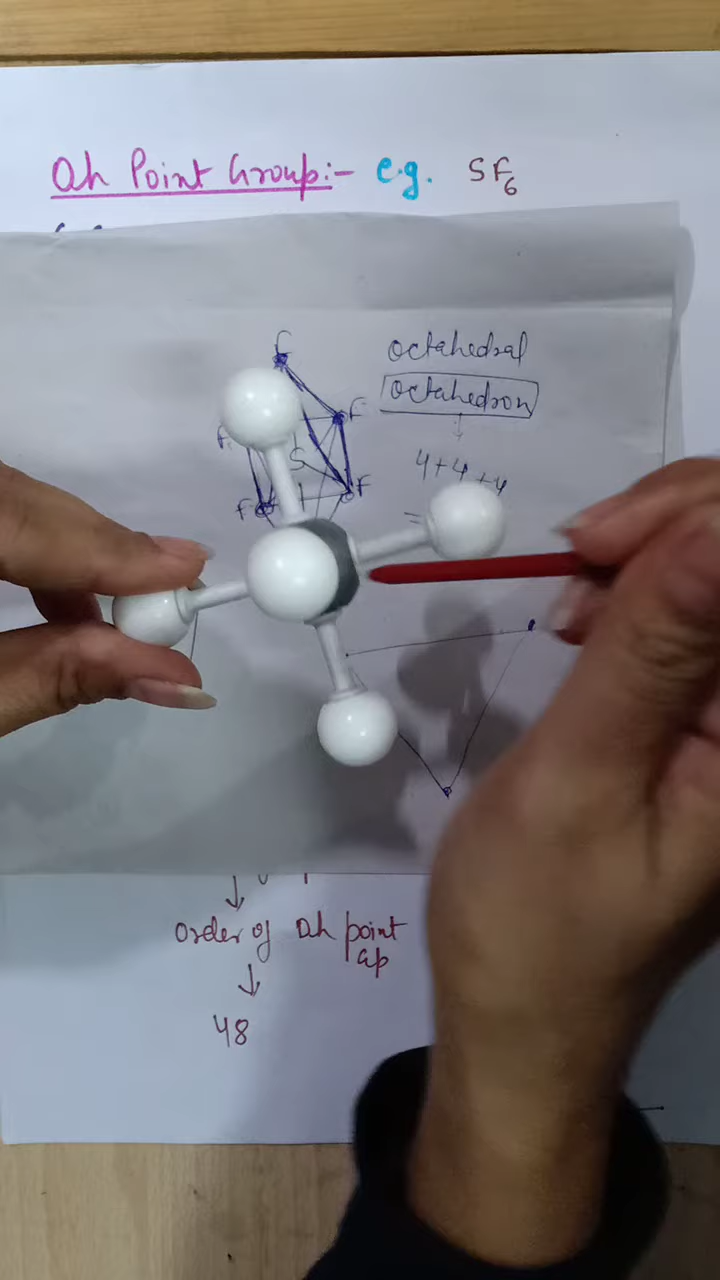 Oh Point Group:- e.g. SF6
octahedral
octahedron
F
F
S
F
F
4+4+4
=
Order of Oh point
gp
48